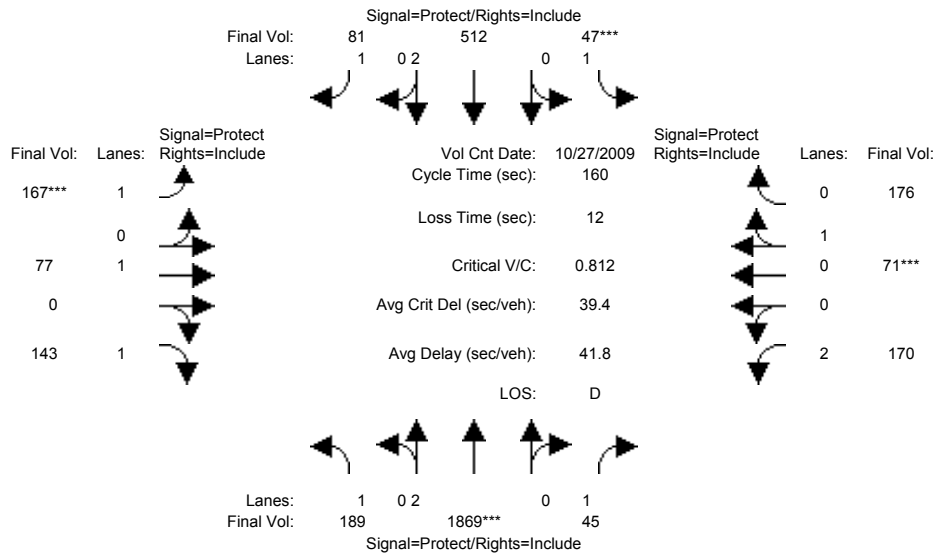 Signal=Protect/Rights=Include
Final Vol: 81 512 47***
Lanes: 1 0 2 0 1
Signal=Protect Signal=Protect
Final Vol: Lanes: Rights=Include Vol Cnt Date: 10/27/2009 Rights=Include Lanes: Final Vol:
Cycle Time (sec): 160
167*** 1 0 176
Loss Time (sec): 12
0 1
77 1 Critical V/C: 0.812 0 71***
0 Avg Crit Del (sec/veh): 39.4 0
143 1 Avg Delay (sec/veh): 41.8 2 170
LOS: D
Lanes: 1 0 2 0 1
Final Vol: 189 1869*** 45
Signal=Protect/Rights=Include